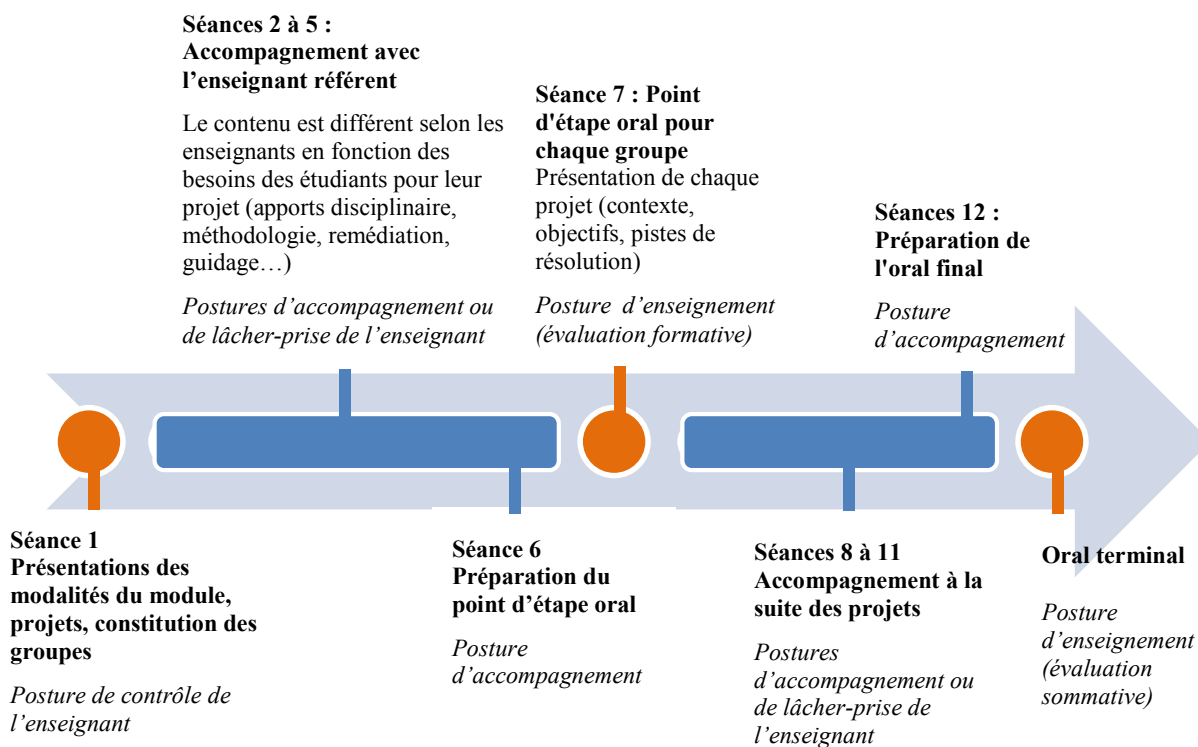 Séances 2 à 5 :
Accompagnement avec
l’enseignant référent
Le contenu est différent selon les
enseignants en fonction des
besoins des étudiants pour leur
projet (apports disciplinaire,
méthodologie, remédiation,
guidage…)
Postures d’accompagnement ou
de lâcher-prise de l’enseignant
Séance 7 : Point
d'étape oral pour
chaque groupe
Présentation de chaque
projet (contexte,
objectifs, pistes de
résolution)
Posture d’enseignement
(évaluation formative)
Séances 12 :
Préparation de
l'oral final
Posture
d’accompagnement
Séance 1
Présentations des
modalités du module,
projets, constitution des
groupes
Posture de contrôle de
l’enseignant
Séance 6
Préparation du
point d’étape oral
Posture
d’accompagnement
Séances 8 à 11
Accompagnement à la
suite des projets
Postures
d’accompagnement ou
de lâcher-prise de
l’enseignant
Oral terminal
Posture
d’enseignement
(évaluation
sommative)